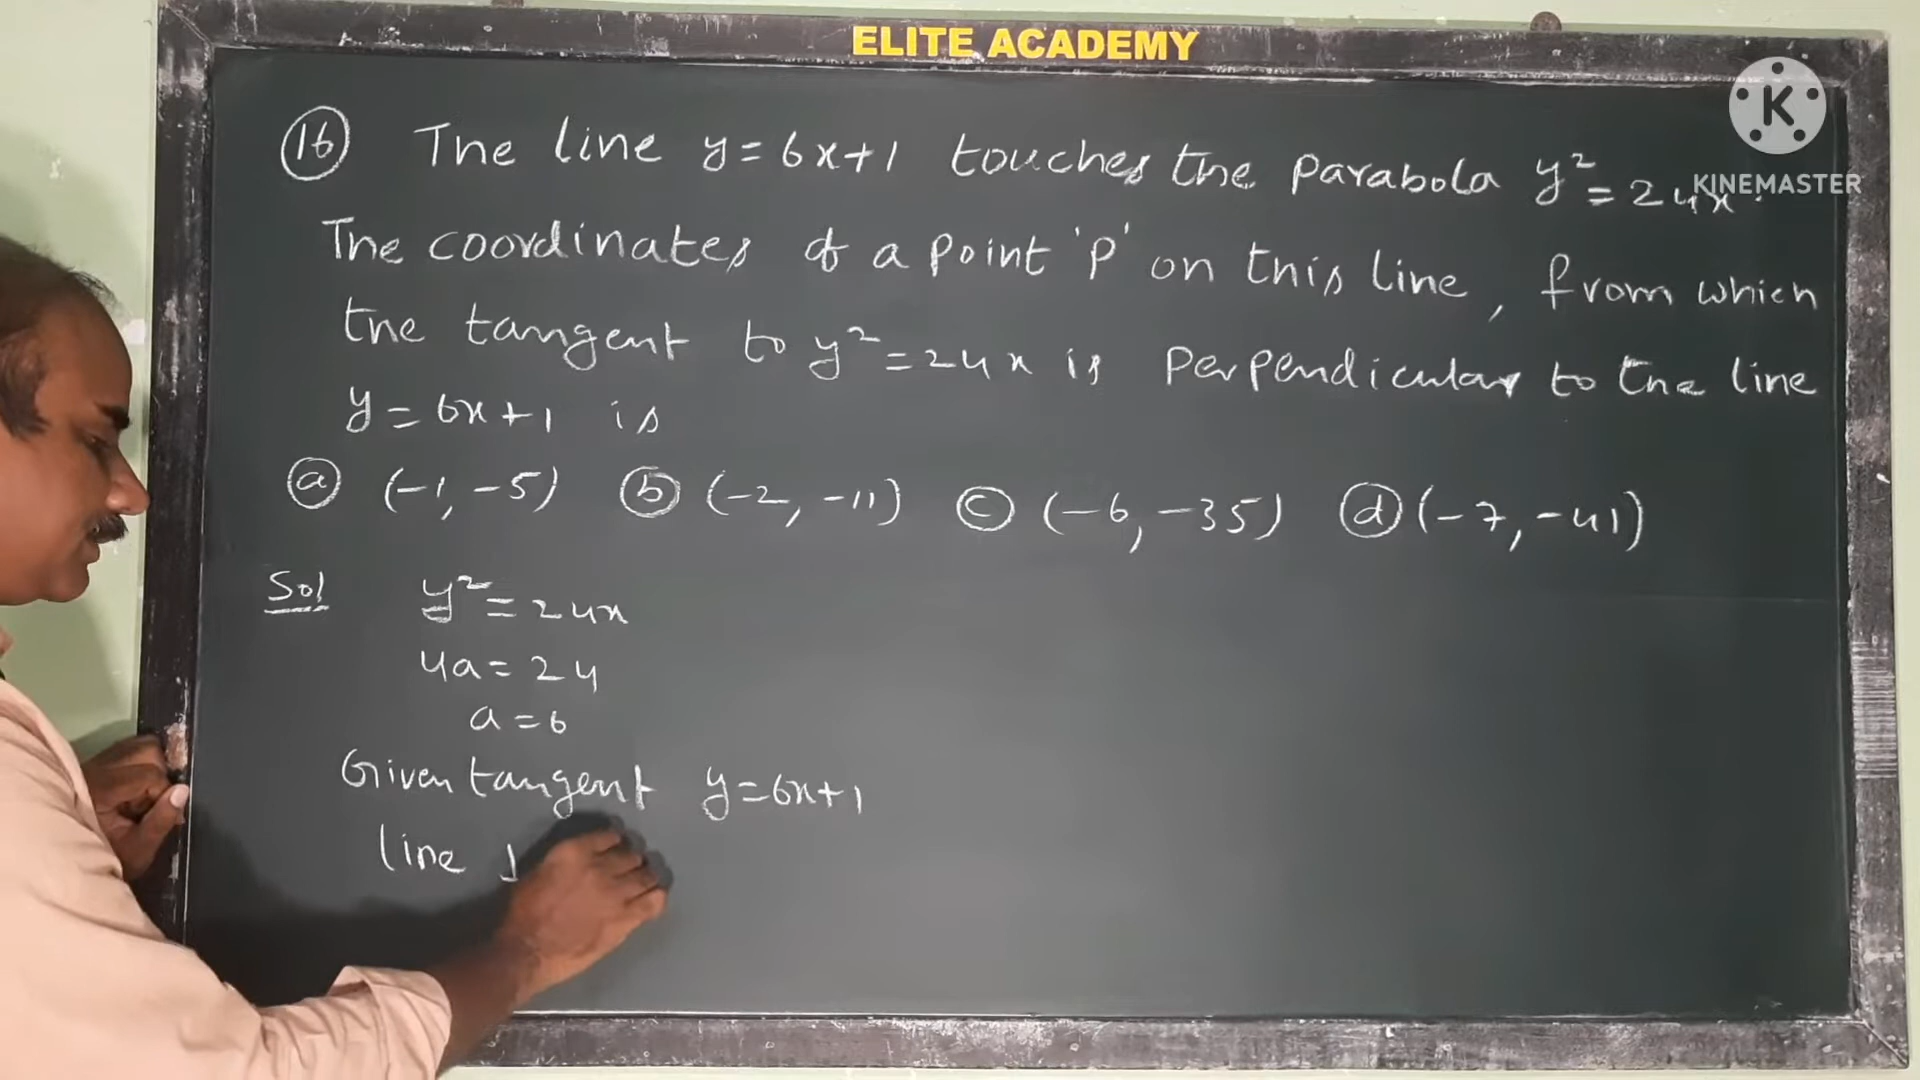 ELITE ACADEMY
K
KINEMASTER
16 The line y=6x+1 touches the parabola y²=24x.
The coordinates of a point 'P' on this line, from which
the tangent to y²=24x is perpendicular to the line
y=6x+1 is
a (-1, -5) b (-2, -11) c (-6, -35) d (-7, -41)
Sol y²=24x
4a=24
a=6
Given tangent y=6x+1
line